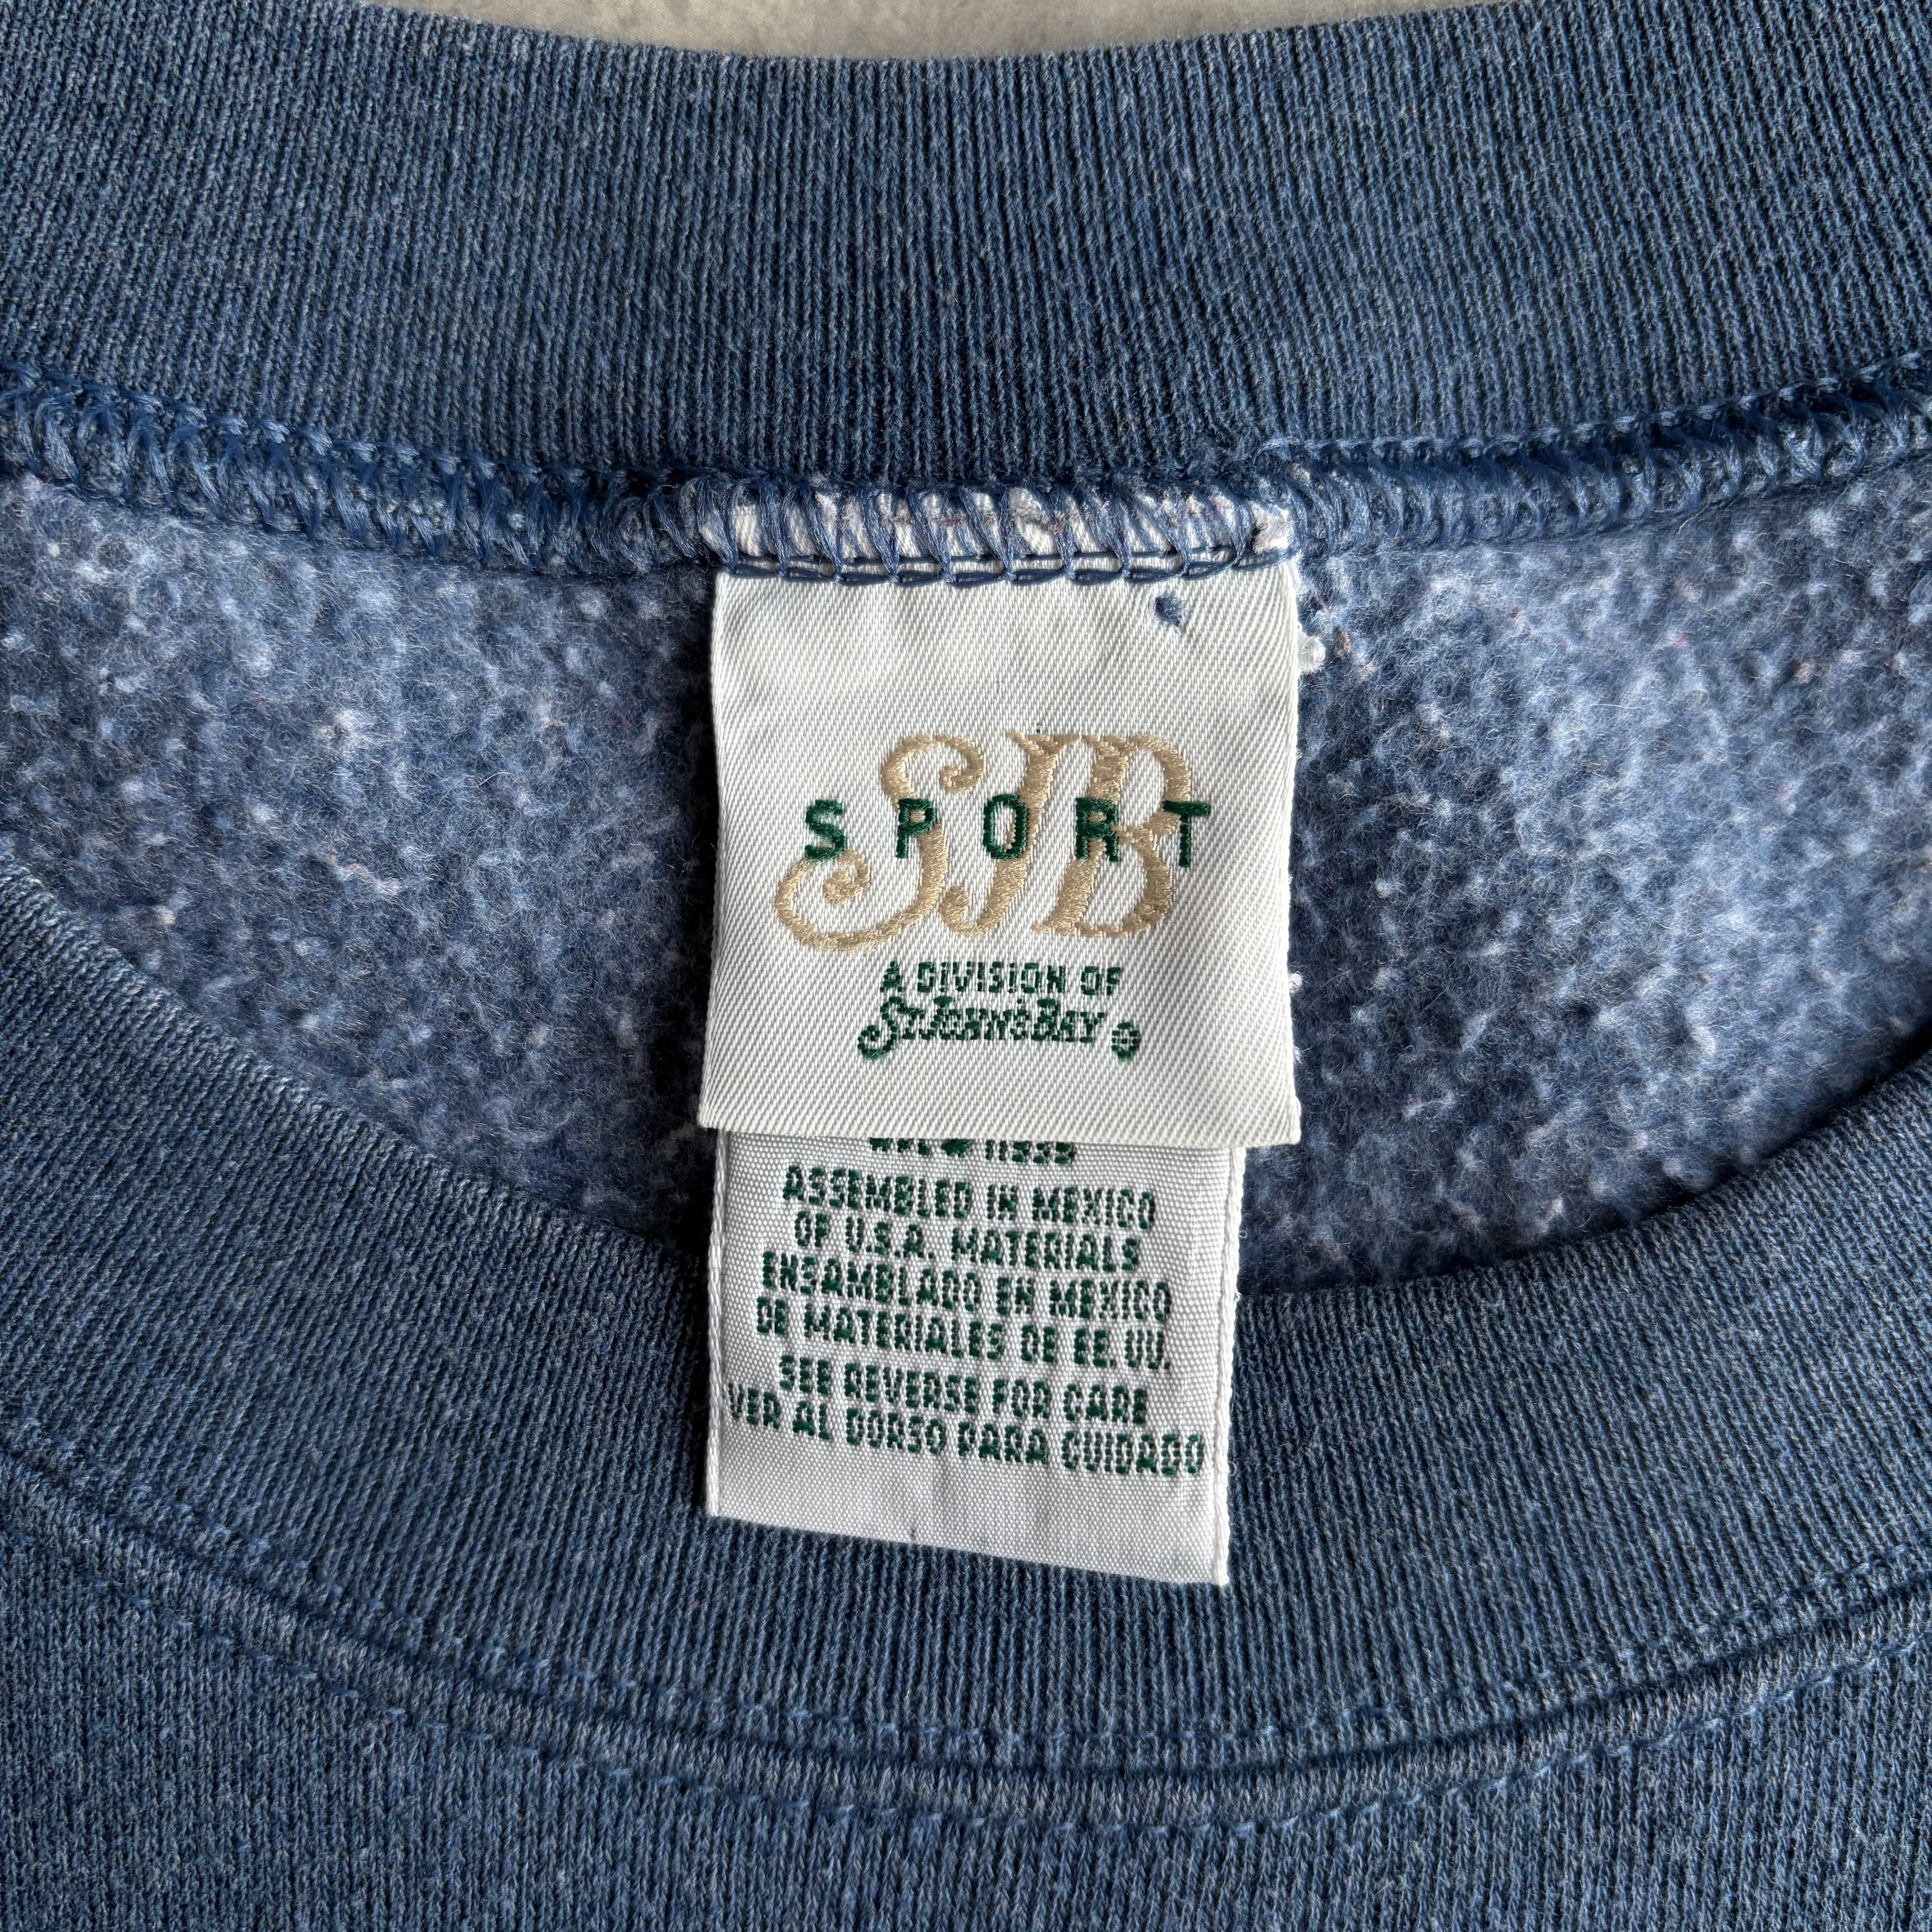 SJB
SPORT
A DIVISION OF
ST. JOHN'S BAY ®
ASSEMBLED IN MEXICO
OF U.S.A. MATERIALS
ENSAMBLADO EN MEXICO
DE MATERIALES DE EE. UU.
SEE REVERSE FOR CARE
VER AL DORSO PARA CUIDADO